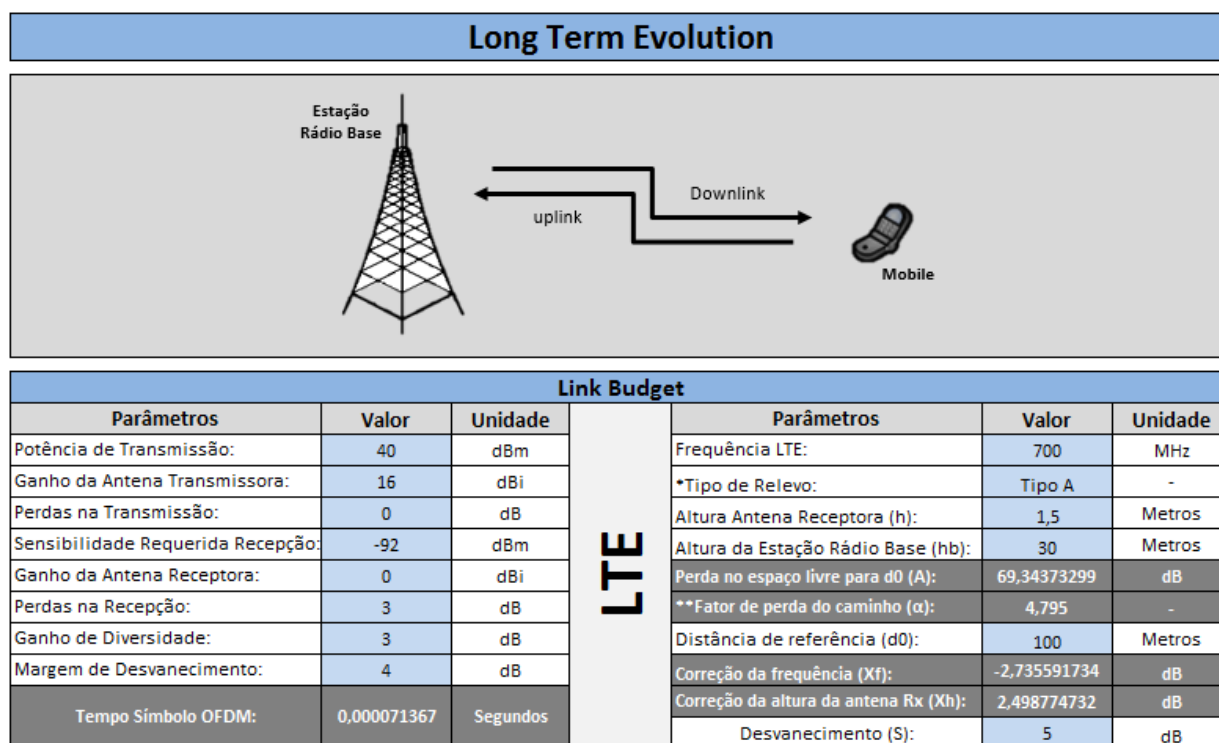 Long Term Evolution
Estação
Rádio Base
Downlink
uplink
Mobile
Link Budget
Parâmetros Valor Unidade
Potência de Transmissão: 40 dBm
Ganho da Antena Transmissora: 16 dBi
Perdas na Transmissão: 0 dB
Sensibilidade Requerida Recepção: -92 dBm
Ganho da Antena Receptora: 0 dBi
Perdas na Recepção: 3 dB
Ganho de Diversidade: 3 dB
Margem de Desvanecimento: 4 dB
Tempo Símbolo OFDM: 0,000071367 Segundos
LTE
Parâmetros Valor Unidade
Frequência LTE: 700 MHz
*Tipo de Relevo: Tipo A -
Altura Antena Receptora (h): 1,5 Metros
Altura da Estação Rádio Base (hb): 30 Metros
Perda no espaço livre para d0 (A): 69,34373299 dB
**Fator de perda do caminho (α): 4,795 -
Distância de referência (d0): 100 Metros
Correção da frequência (Xf): -2,735591734 dB
Correção da altura da antena Rx (Xh): 2,498774732 dB
Desvanecimento (S): 5 dB